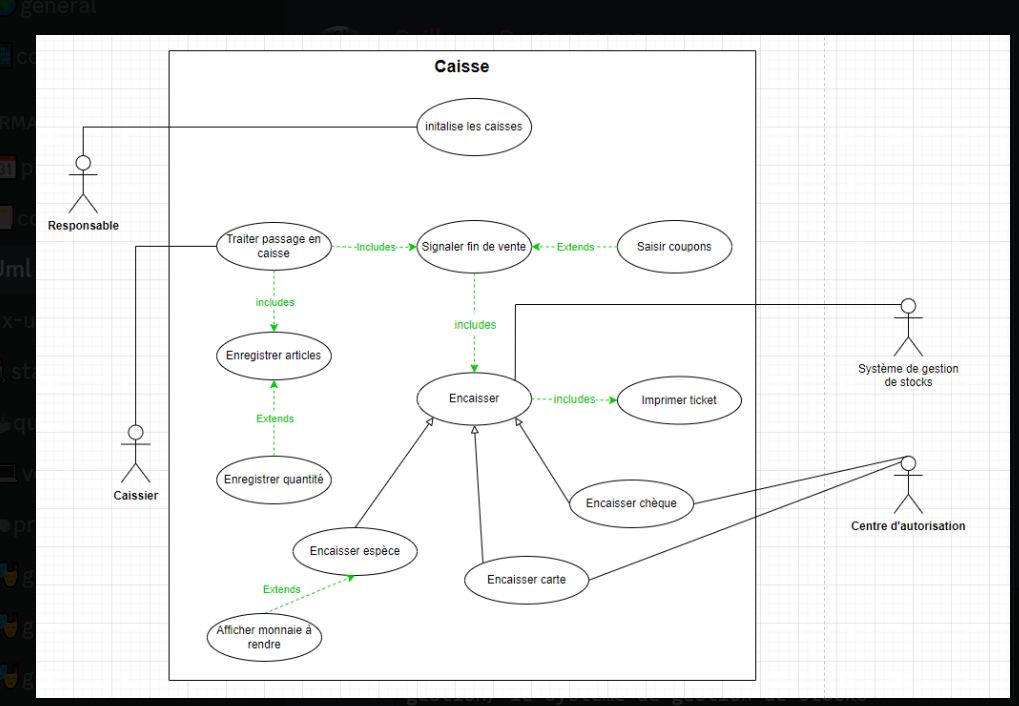 general
Caisse
initalise les caisses
Responsable
Traiter passage en
caisse
Includes
Signaler fin de vente
Extends
Saisir coupons
includes
includes
Enregistrer articles
Système de gestion
de stocks
Encaisser
includes
Imprimer ticket
Extends
Enregistrer quantité
Caissier
Encaisser chèque
Centre d'autorisation
Encaisser espèce
Encaisser carte
Extends
Afficher monnaie à
rendre